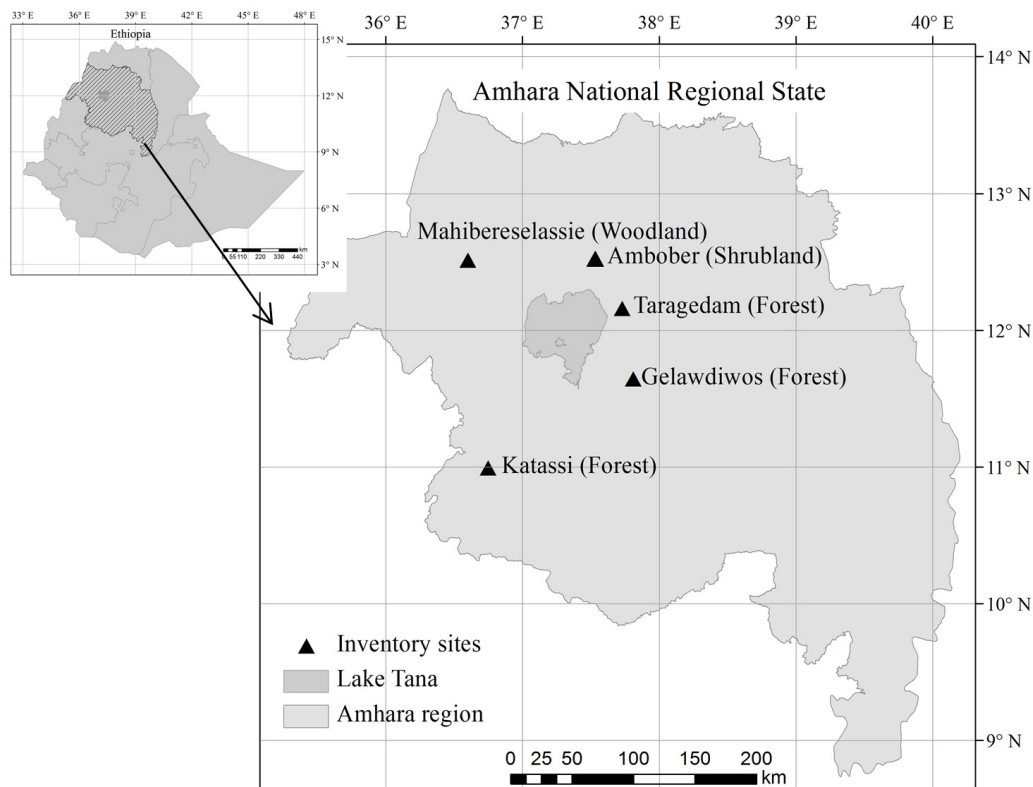 33° E 36° E 39° E 42° E 45° E 48° E
Ethiopia
15° N
12° N
9° N
6° N
3° N
0 55 110 220 330 440 km
36° E 37° E 38° E 39° E 40° E
14° N
Amhara National Regional State
13° N
Mahibereselassie (Woodland)
Ambober (Shrubland)
Taragedam (Forest)
12° N
Gelawdiwos (Forest)
Katassi (Forest)
11° N
10° N
Inventory sites
Lake Tana
Amhara region
9° N
0 25 50 100 150 200
km